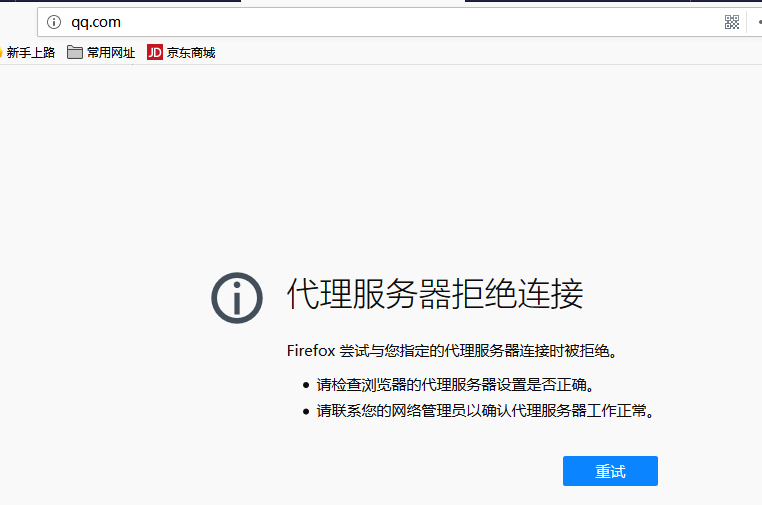 qq.com
新手上路 常用网址 JD 京东商城
代理服务器拒绝连接
Firefox 尝试与您指定的代理服务器连接时被拒绝。
请检查浏览器的代理服务器设置是否正确。
请联系您的网络管理员以确认代理服务器工作正常。
重试